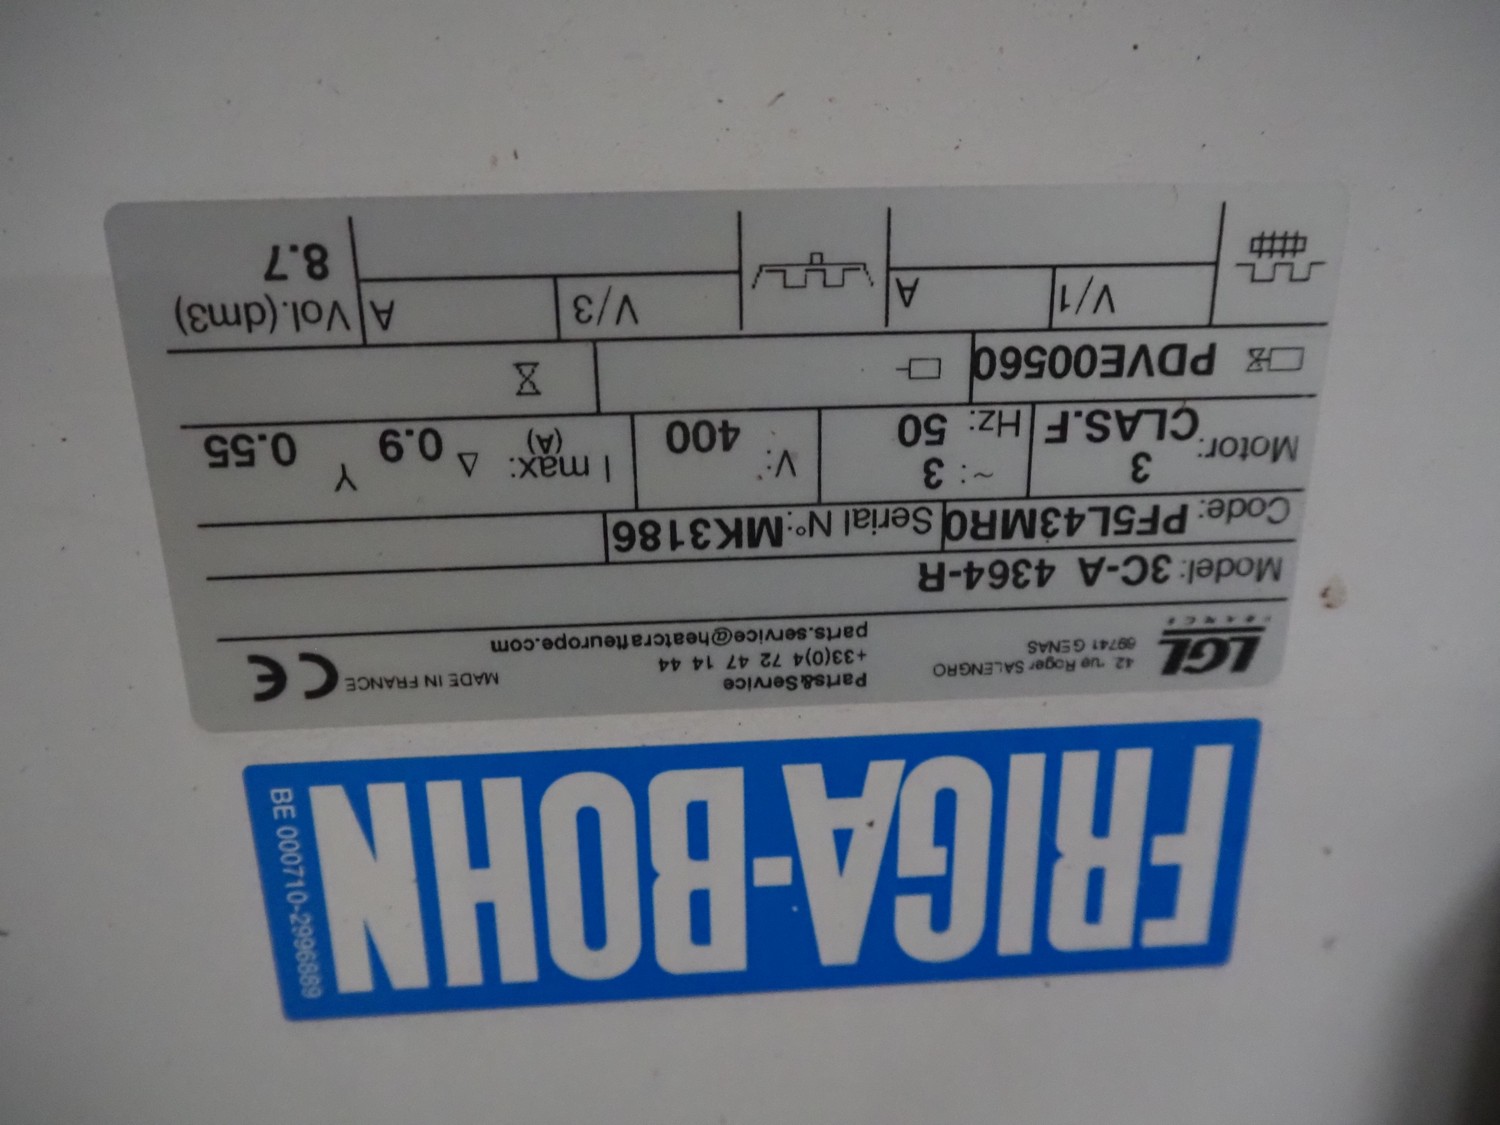 FRIGA-BOHN
BE 000710-2996889
LGL
FRANCE
42 rue Roger SALENGRO
69741 GENAS
Parts&Service
+33(0)4 72 47 14 44
parts.service@heatcrafteurope.com
MADE IN FRANCE
CE
Model: 3C-A 4364-R
Code: PF5L43MR0 Serial N°: MK3186
Motor: 3 ~: 3 V: 400 I max: (A) Δ 0.9 Y 0.55
CLAS.F Hz: 50
PDVE00560
V/1 A V/3 A Vol.(dm3)
8.7